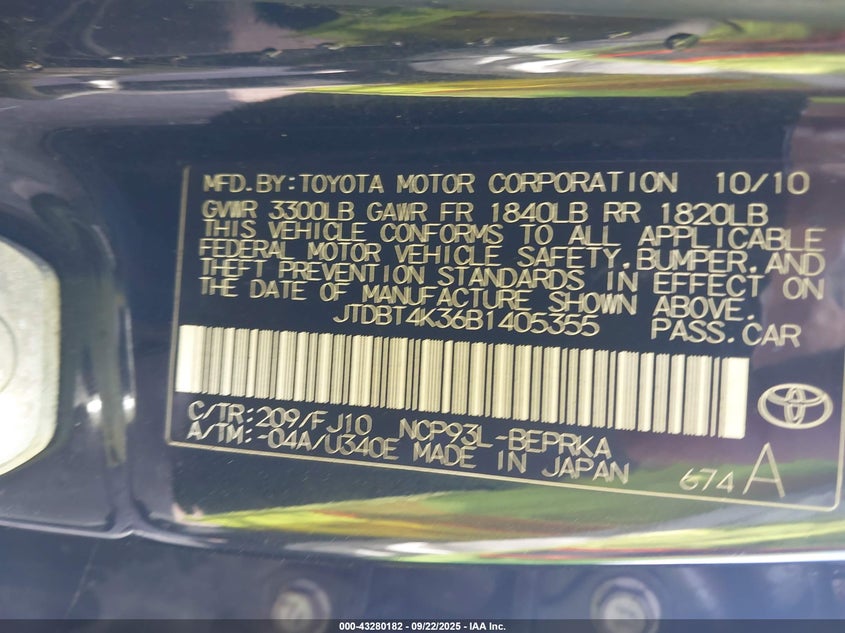 MFD.BY:TOYOTA MOTOR CORPORATION 10/10
GVWR 3300LB GAWR FR 1840LB RR 1820LB
THIS VEHICLE CONFORMS TO ALL APPLICABLE
FEDERAL MOTOR VEHICLE SAFETY,BUMPER,AND
THEFT PREVENTION STANDARDS IN EFFECT ON
THE DATE OF MANUFACTURE SHOWN ABOVE.
JTDBT4K36B1405355 PASS.CAR
C/TR:209/FJ10 NCP93L-BEPRKA
A/TM:-04A/U340E MADE IN JAPAN
674 A
000-43280182 - 09/22/2025 - IAA Inc.